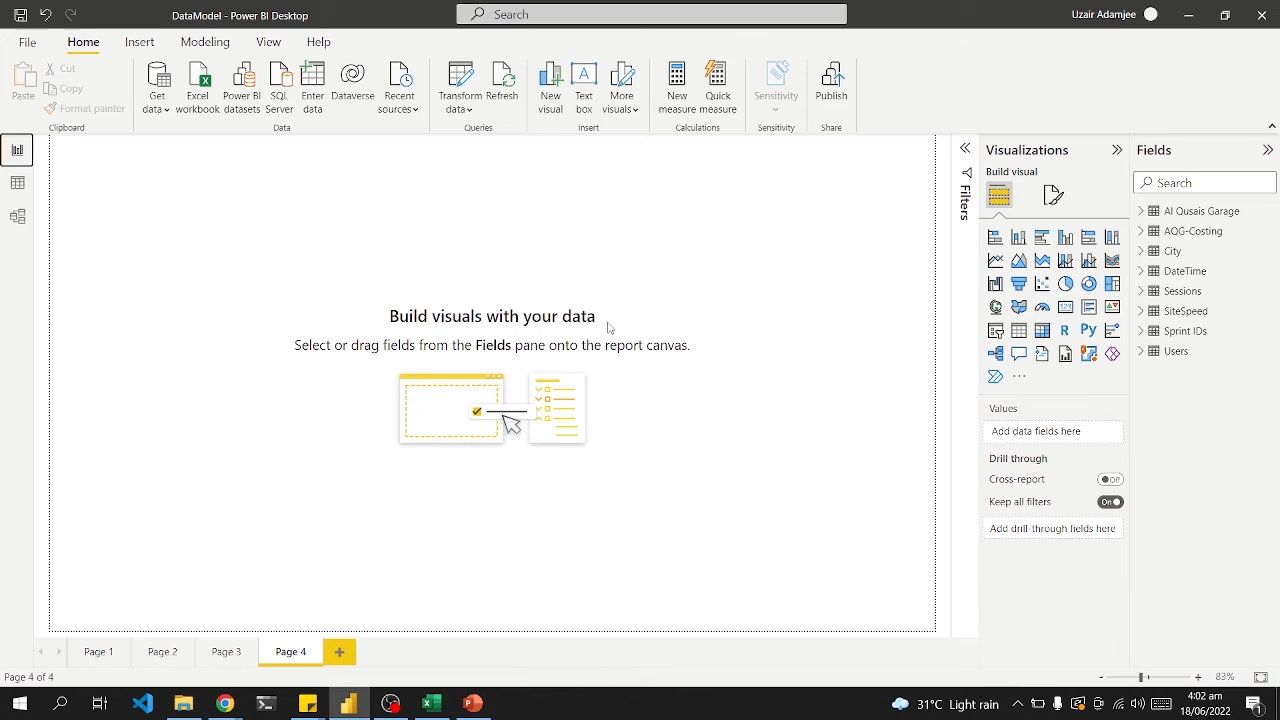 DataModel - Power BI Desktop
Search
Uzair Adamjee
File
Home
Insert
Modeling
View
Help
Paste
Cut
Copy
Format painter
Clipboard
Get data
Excel workbook
Power BI datasets
SQL Server
Enter data
Dataverse
Recent sources
Data
Transform data
Refresh
Queries
New visual
Text box
More visuals
Insert
New measure
Quick measure
Calculations
Sensitivity
Sensitivity
Publish
Share
Build visuals with your data
Select or drag fields from the Fields pane onto the report canvas.
Filters
Visualizations
Build visual
R
Py
123
Values
Add data fields here
Drill through
Cross-report
Off
Keep all filters
On
Add drill-through fields here
Fields
Search
Al Qusais Garage
AQG-Costing
City
DateTime
Sessions
SiteSpeed
Sprint IDs
Users
Page 1
Page 2
Page 3
Page 4
Page 4 of 4
83%
31°C Light rain
4:02 am
18/06/2022